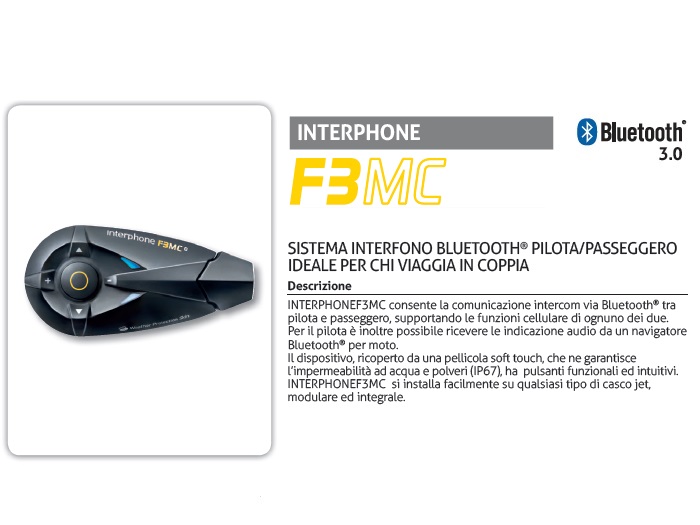 INTERPHONE
Bluetooth®
3.0
F3MC
interphone F3MC
SISTEMA INTERFONO BLUETOOTH® PILOTA/PASSEGGERO
IDEALE PER CHI VIAGGIA IN COPPIA
Descrizione
INTERPHONEF3MC consente la comunicazione intercom via Bluetooth® tra
pilota e passeggero, supportando le funzioni cellulare di ognuno dei due.
Per il pilota è inoltre possibile ricevere le indicazione audio da un navigatore
Bluetooth® per moto.
Il dispositivo, ricoperto da una pellicola soft touch, che ne garantisce
l'impermeabilità ad acqua e polveri (IP67), ha pulsanti funzionali ed intuitivi.
INTERPHONEF3MC si installa facilmente su qualsiasi tipo di casco jet,
modulare ed integrale.